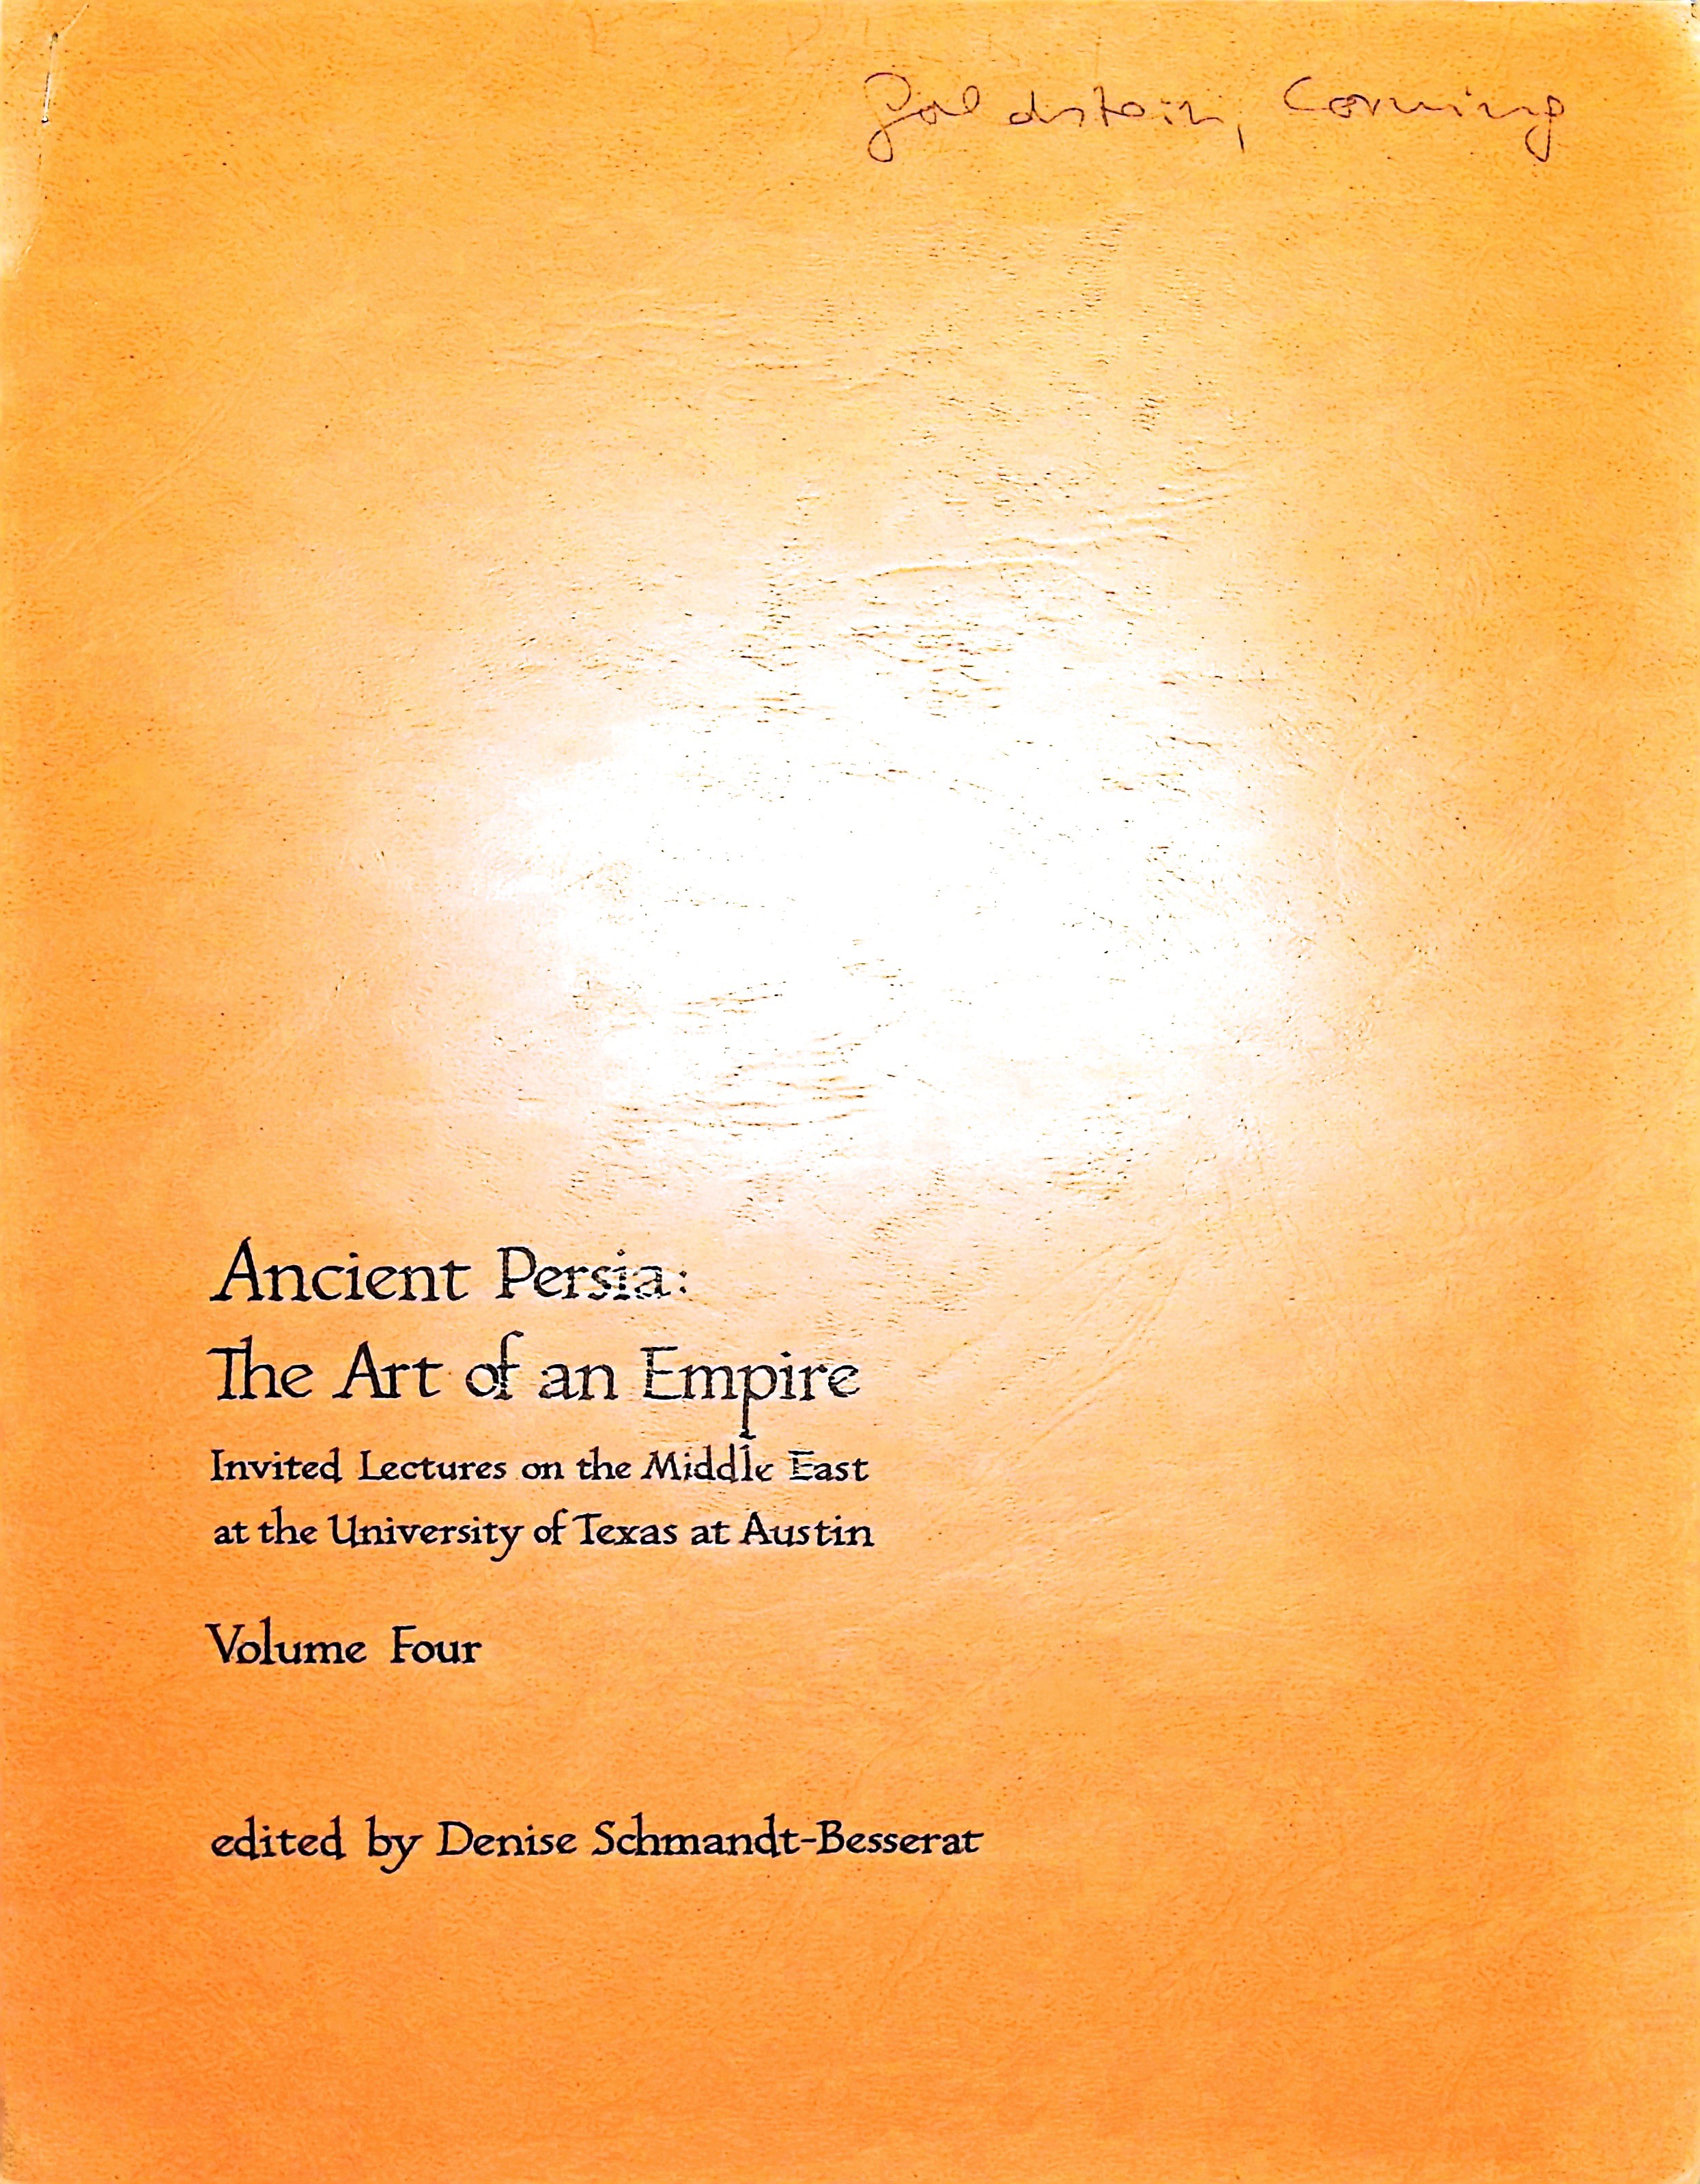 Goldstein, Corning
Ancient Persia:
The Art of an Empire
Invited Lectures on the Middle East
at the University of Texas at Austin
Volume Four
edited by Denise Schmandt-Besserat